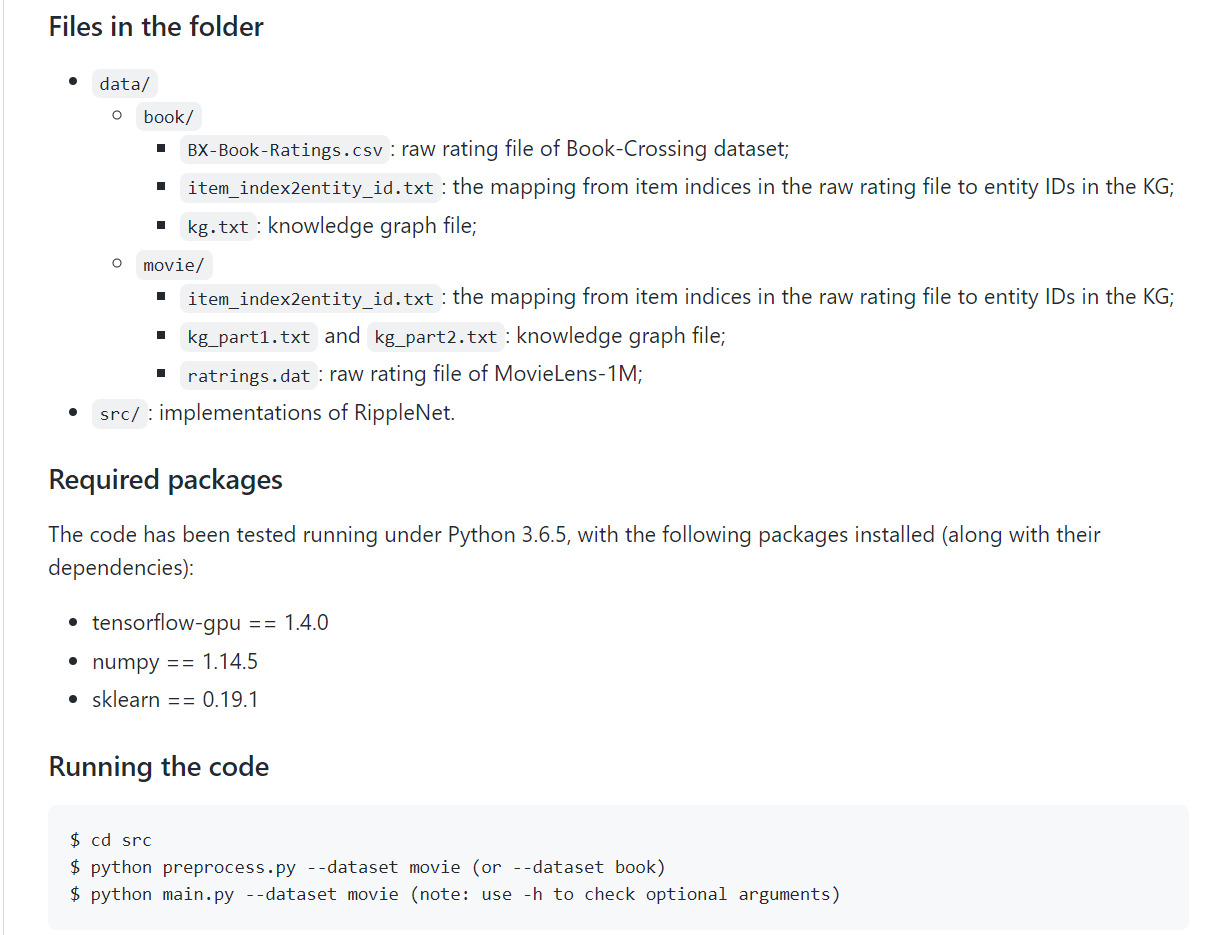 Files in the folder
data/
book/
BX-Book-Ratings.csv : raw rating file of Book-Crossing dataset;
item_index2entity_id.txt : the mapping from item indices in the raw rating file to entity IDs in the KG;
kg.txt : knowledge graph file;
movie/
item_index2entity_id.txt : the mapping from item indices in the raw rating file to entity IDs in the KG;
kg_part1.txt and kg_part2.txt : knowledge graph file;
ratrings.dat : raw rating file of MovieLens-1M;
src/ : implementations of RippleNet.
Required packages
The code has been tested running under Python 3.6.5, with the following packages installed (along with their
dependencies):
tensorflow-gpu == 1.4.0
numpy == 1.14.5
sklearn == 0.19.1
Running the code
$ cd src
$ python preprocess.py --dataset movie (or --dataset book)
$ python main.py --dataset movie (note: use -h to check optional arguments)